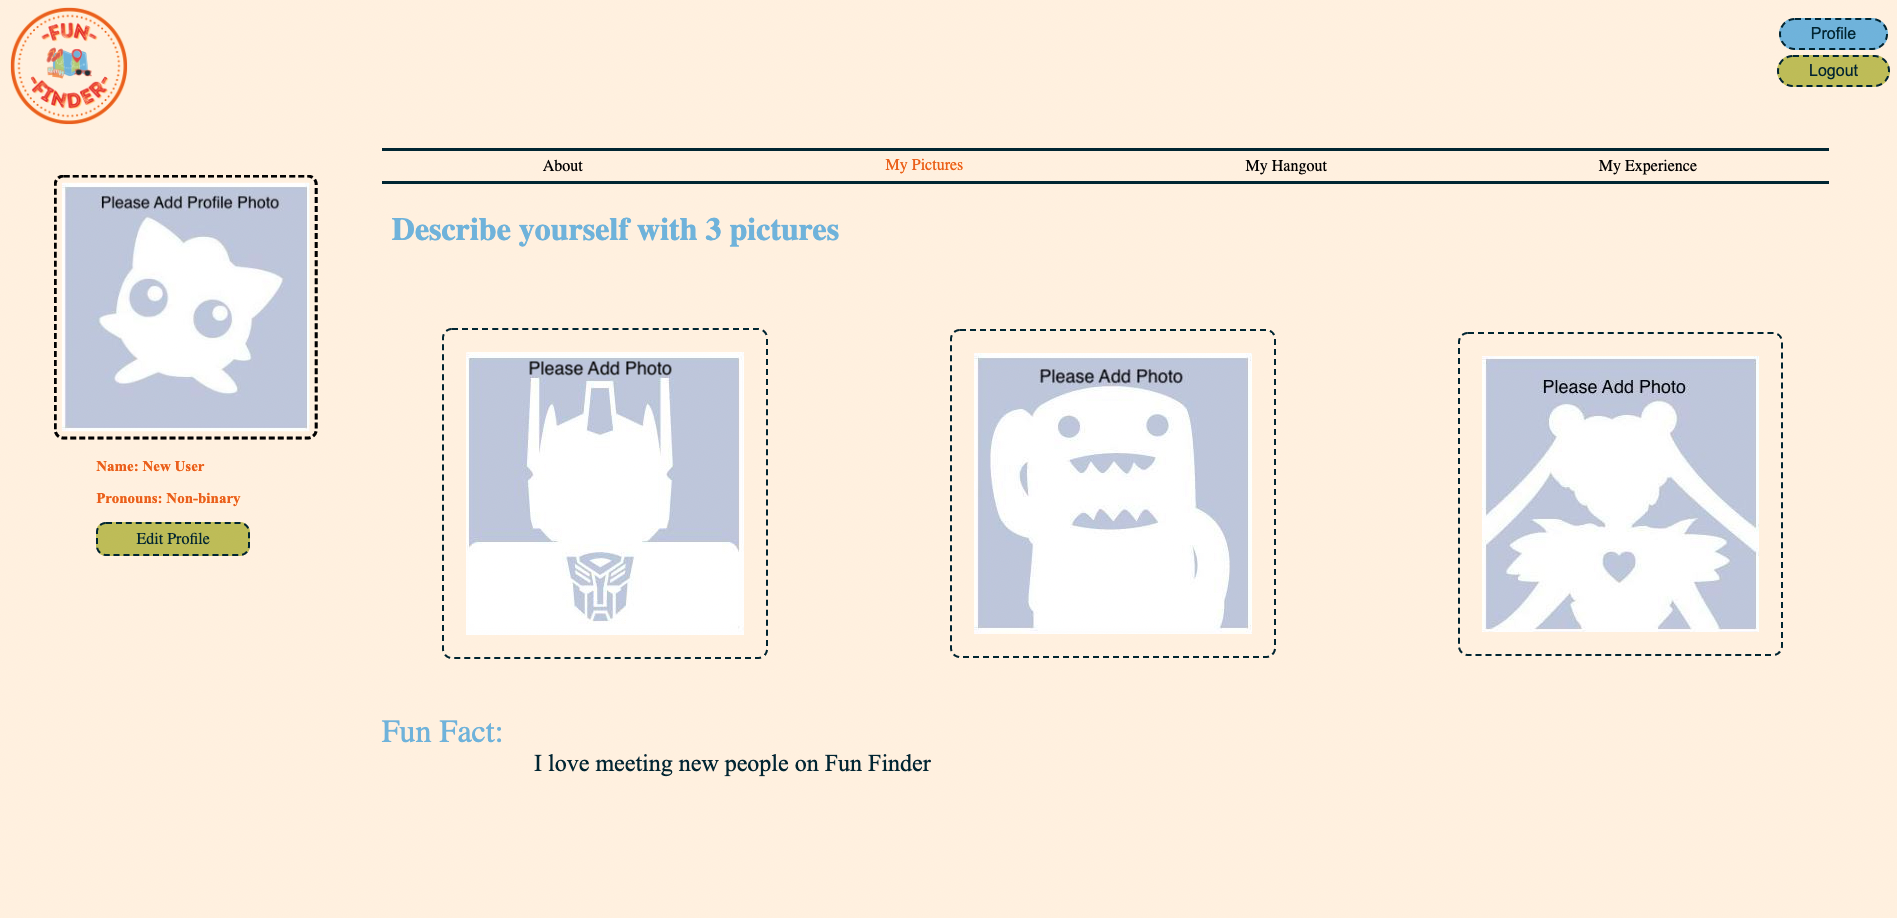 -FUN-
-FINDER-
Profile
Logout
About
My Pictures
My Hangout
My Experience
Please Add Profile Photo
Describe yourself with 3 pictures
Please Add Photo
Please Add Photo
Please Add Photo
Name: New User
Pronouns: Non-binary
Edit Profile
Fun Fact:
I love meeting new people on Fun Finder